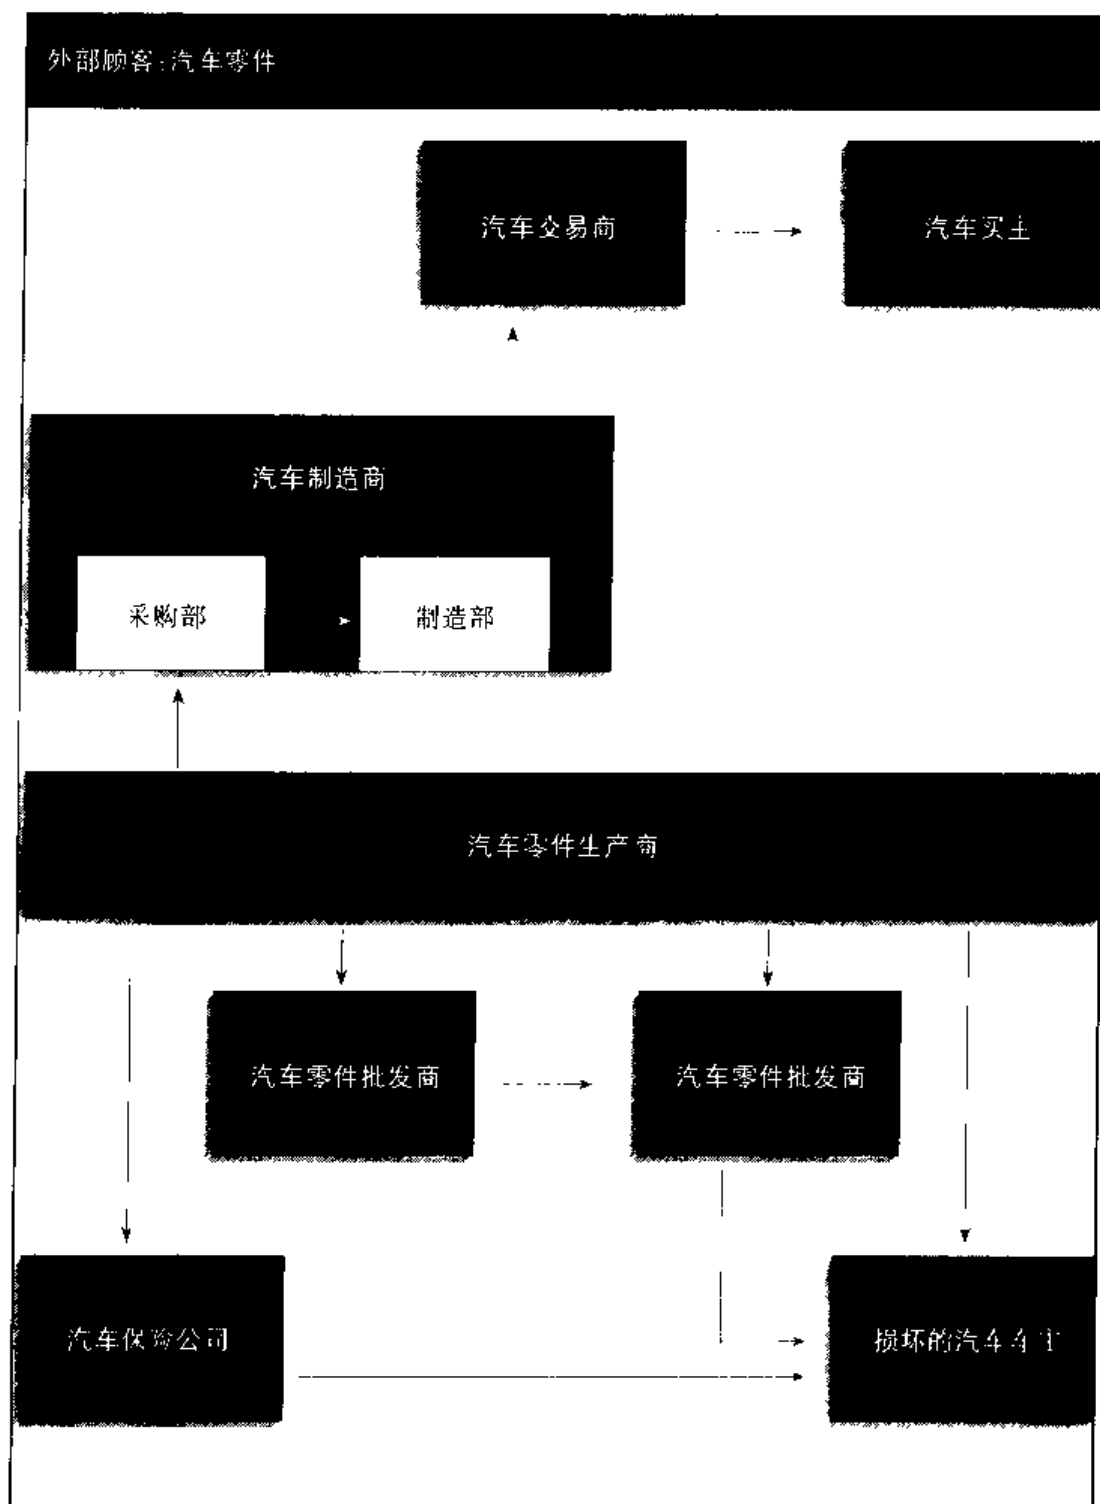 外部顾客:汽车零件
汽车交易商
汽车买主
汽车制造商
采购部
制造部
汽车零件生产商
汽车零件批发商
汽车零件批发商
汽车保险公司
损坏的汽车车主